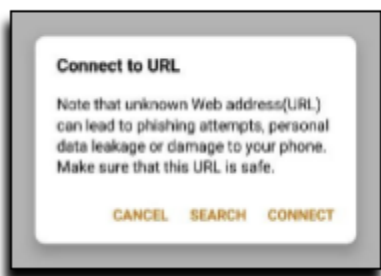 Connect to URL
Note that unknown Web address(URL)
can lead to phishing attempts, personal
data leakage or damage to your phone.
Make sure that this URL is safe.
CANCEL SEARCH CONNECT